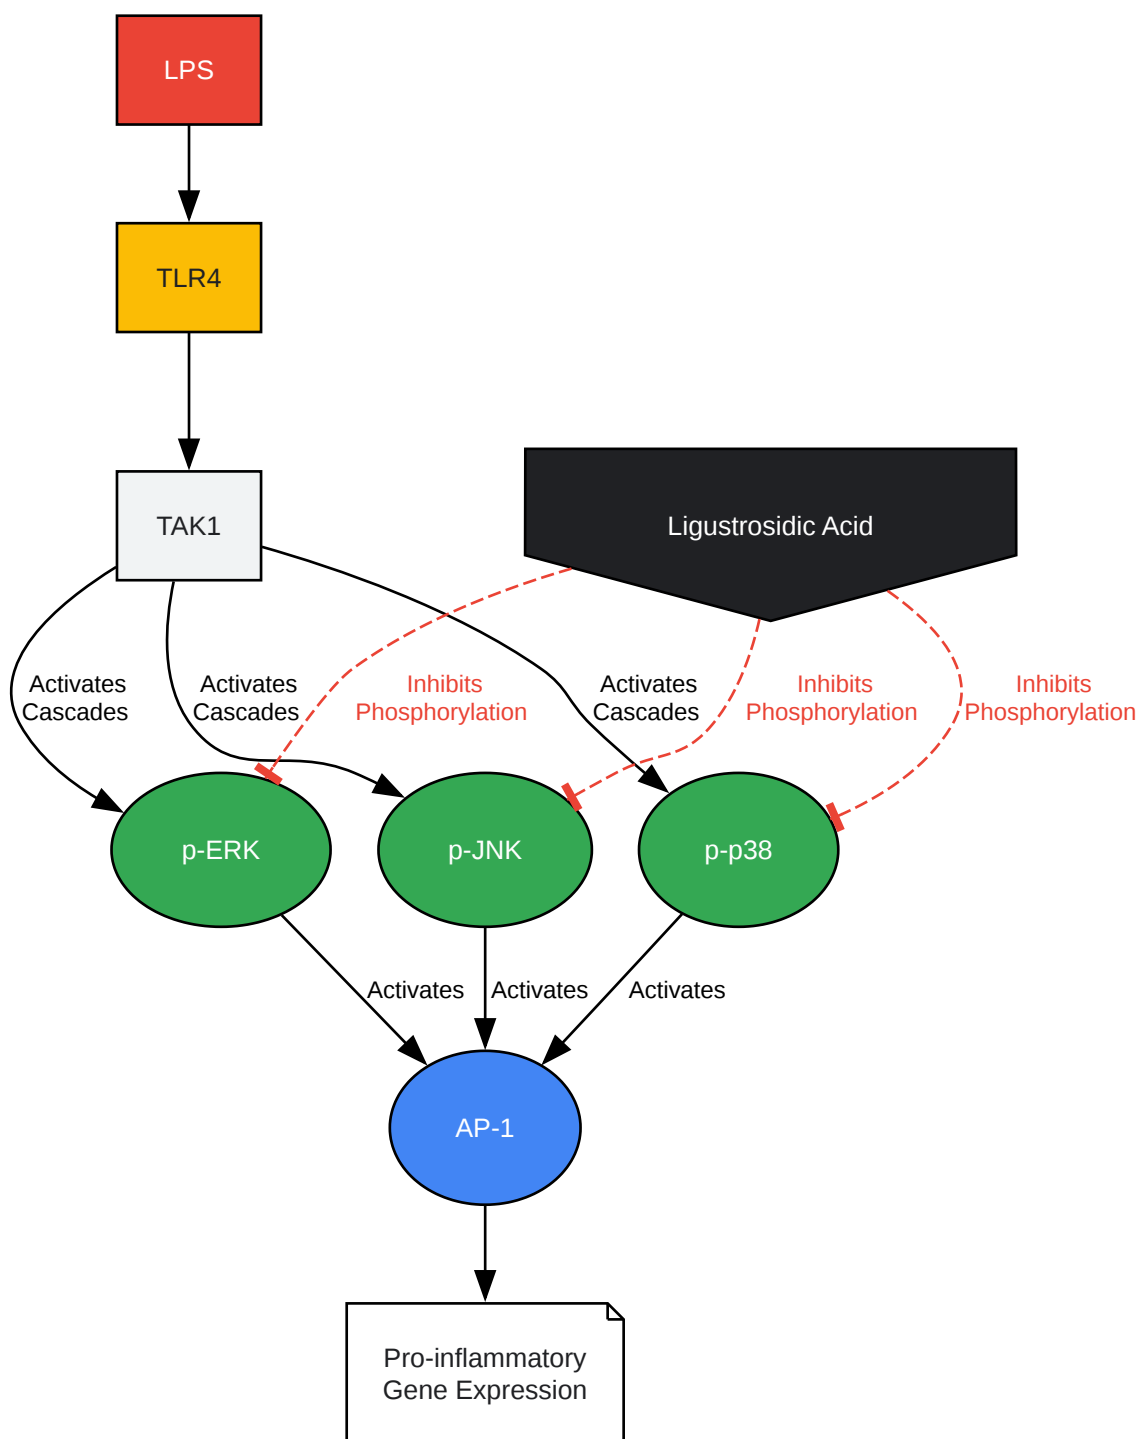 LPS
TLR4
TAK1
Ligustrosidic Acid
Activates
Cascades
Activates
Cascades
Inhibits
Phosphorylation
Activates
Cascades
Inhibits
Phosphorylation
Inhibits
Phosphorylation
p-ERK
p-JNK
p-p38
Activates
Activates
Activates
AP-1
Pro-inflammatory
Gene Expression